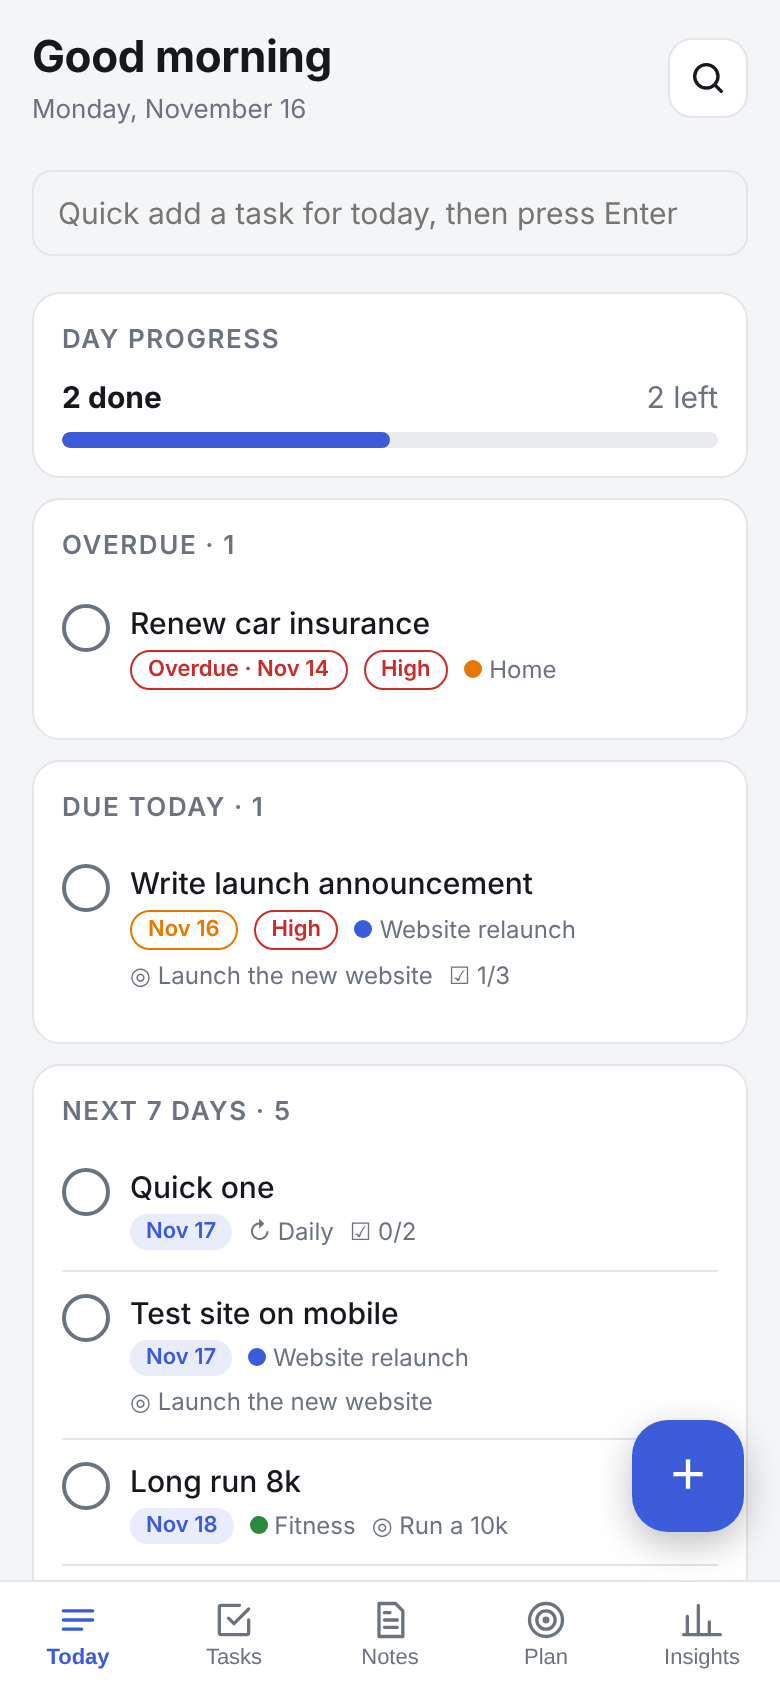 Good morning
Monday, November 16
Quick add a task for today, then press Enter
DAY PROGRESS
2 done 2 left
OVERDUE · 1
Renew car insurance
Overdue · Nov 14 High Home
DUE TODAY · 1
Write launch announcement
Nov 16 High Website relaunch
◎ Launch the new website ☑ 1/3
NEXT 7 DAYS · 5
Quick one
Nov 17 ↻ Daily ☑ 0/2
Test site on mobile
Nov 17 Website relaunch
◎ Launch the new website
Long run 8k
Nov 18 Fitness ◎ Run a 10k
Today Tasks Notes Plan Insights